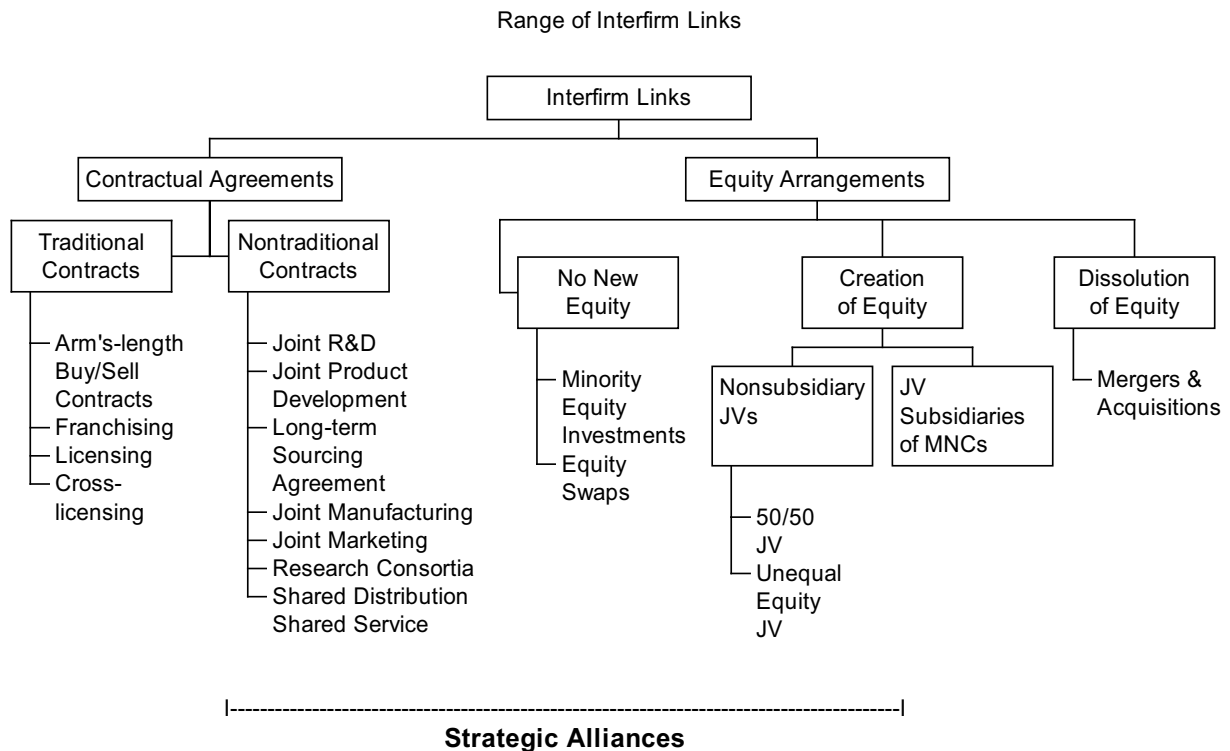 Range of Interfirm Links
Interfirm Links
Contractual Agreements
Equity Arrangements
Traditional
Contracts
Nontraditional
Contracts
No New
Equity
Creation
of Equity
Dissolution
of Equity
Arm's-length
Buy/Sell
Contracts
Franchising
Licensing
Cross-
licensing
Joint R&D
Joint Product
Development
Long-term
Sourcing
Agreement
Joint Manufacturing
Joint Marketing
Research Consortia
Shared Distribution
Shared Service
Minority
Equity
Investments
Equity
Swaps
Nonsubsidiary
JVs
JV
Subsidiaries
of MNCs
Mergers &
Acquisitions
50/50
JV
Unequal
Equity
JV
Strategic Alliances